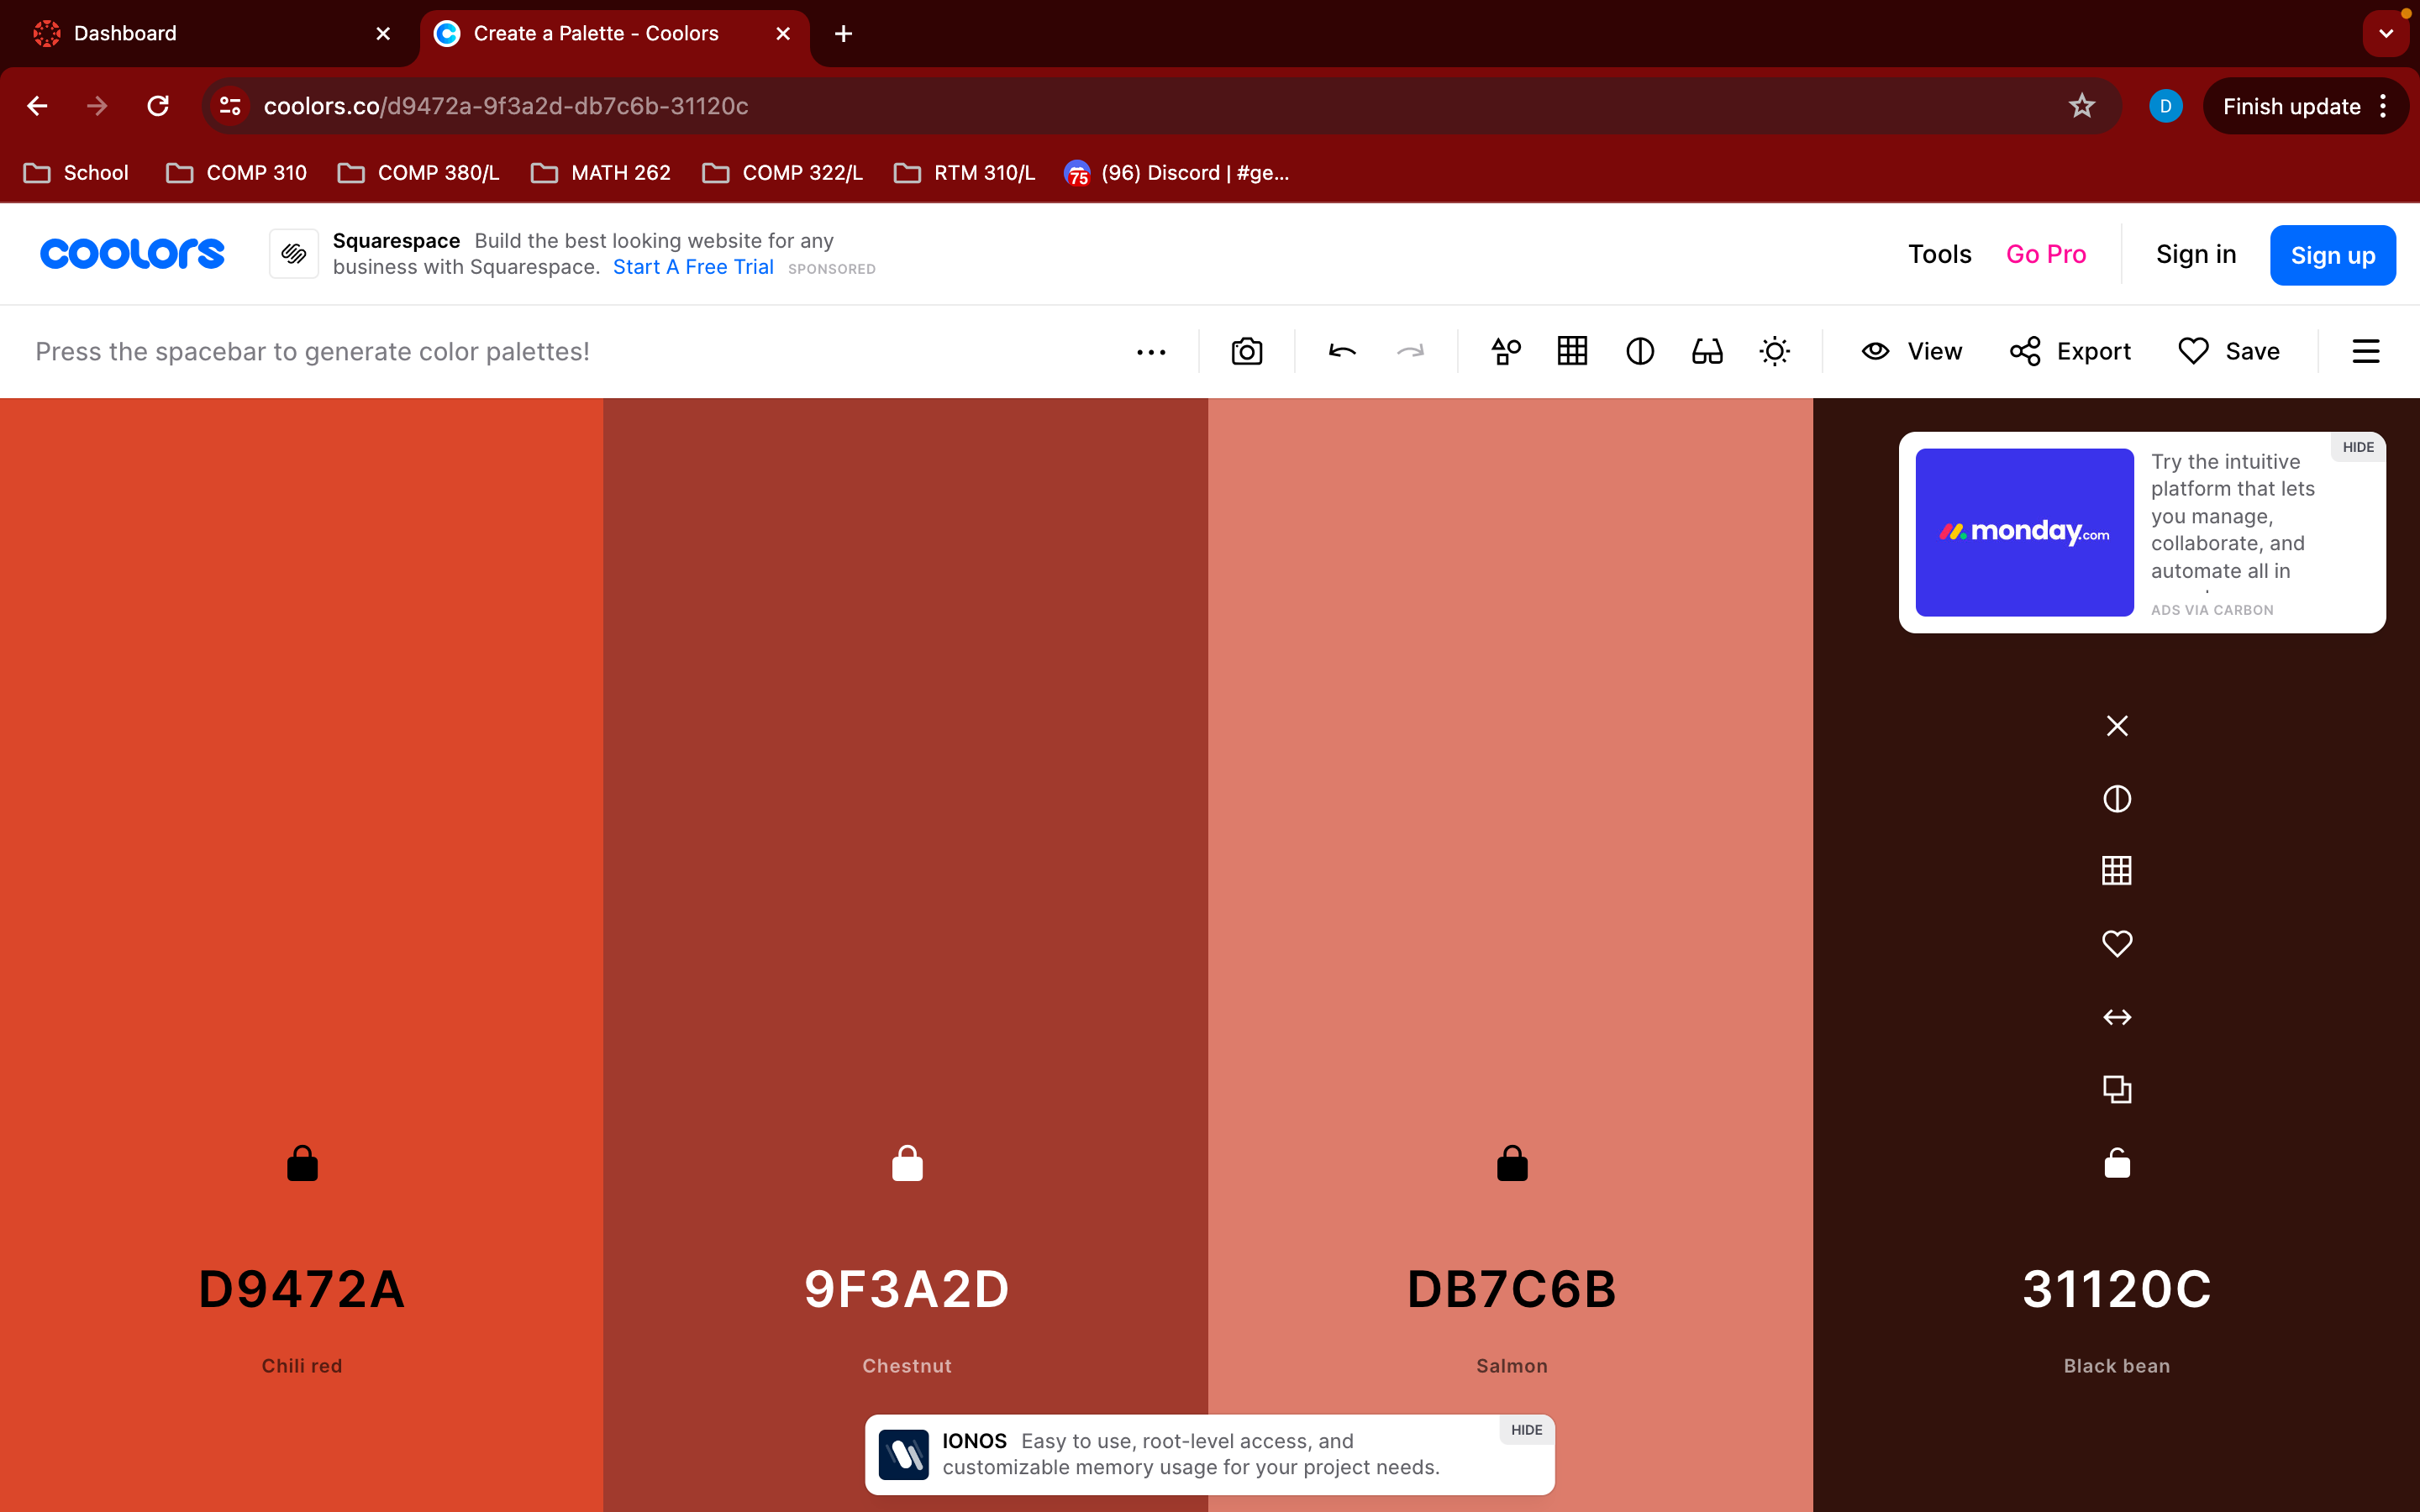 Dashboard
Create a Palette - Coolors
coolors.co/d9472a-9f3a2d-db7c6b-31120c
D
Finish update
School
COMP 310
COMP 380/L
MATH 262
COMP 322/L
RTM 310/L
75
(96) Discord | #ge...
coolors
Squarespace Build the best looking website for any
business with Squarespace. Start A Free Trial SPONSORED
Tools
Go Pro
Sign in
Sign up
Press the spacebar to generate color palettes!
View
Export
Save
HIDE
monday.com
Try the intuitive
platform that lets
you manage,
collaborate, and
automate all in
ADS VIA CARBON
D9472A
9F3A2D
DB7C6B
31120C
Chili red
Chestnut
Salmon
Black bean
HIDE
IONOS Easy to use, root-level access, and
customizable memory usage for your project needs.